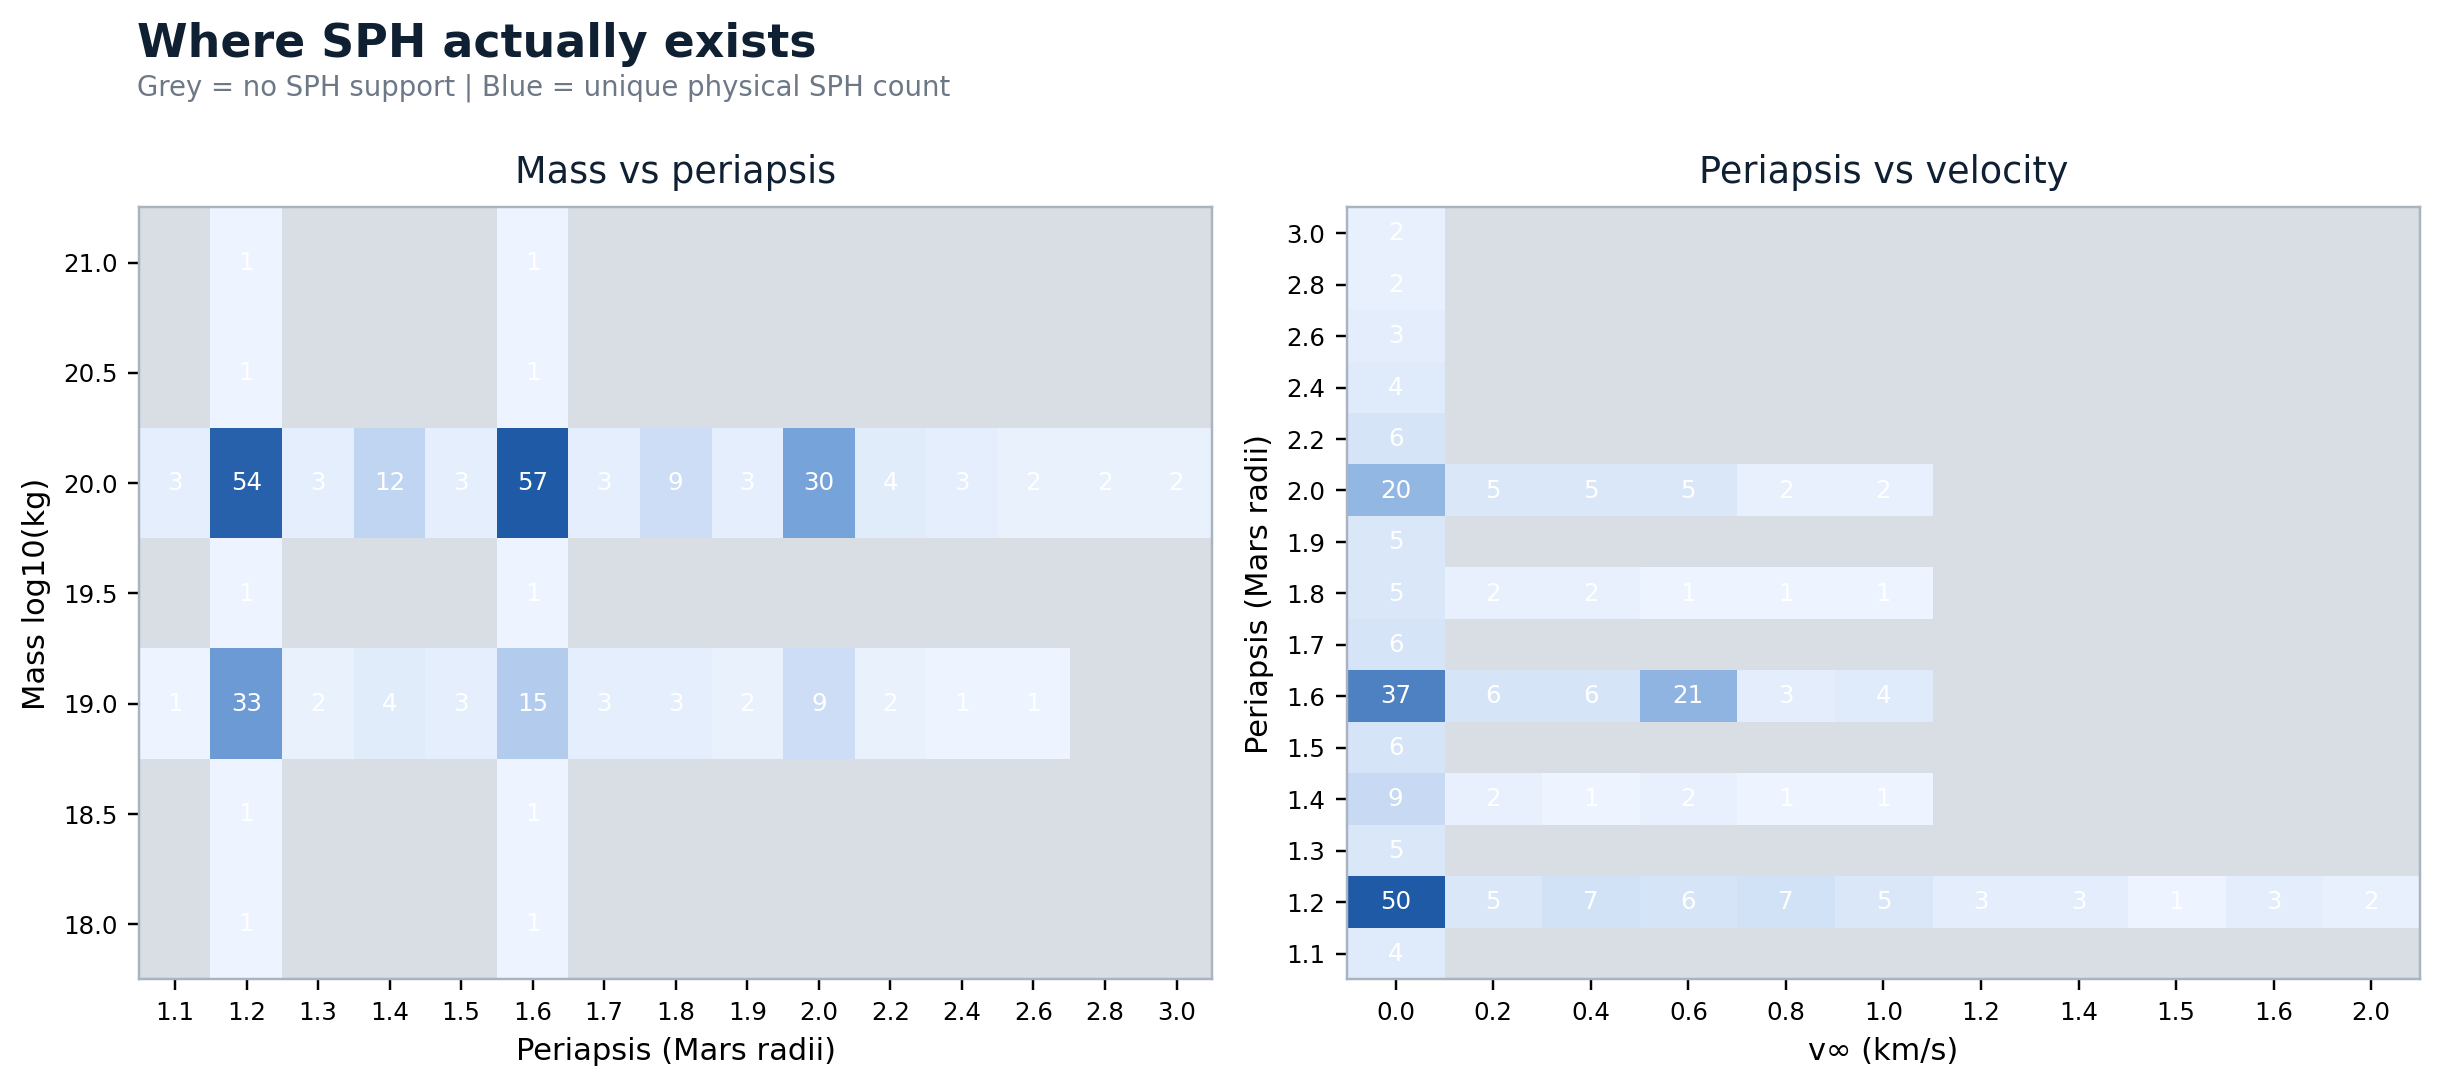 Where SPH actually exists
Grey = no SPH support | Blue = unique physical SPH count
Mass vs periapsis
Mass log10(kg)
21.0 1 1
20.5 1 1
20.0 3 54 3 12 3 57 3 9 3 30 4 3 2 2 2
19.5 1 1
19.0 1 33 2 4 3 15 3 3 2 9 2 1 1
18.5 1 1
18.0 1 1
1.1 1.2 1.3 1.4 1.5 1.6 1.7 1.8 1.9 2.0 2.2 2.4 2.6 2.8 3.0
Periapsis (Mars radii)
Periapsis vs velocity
Periapsis (Mars radii)
3.0 2
2.8 2
2.6 3
2.4 4
2.2 6
2.0 20 5 5 5 2 2
1.9 5
1.8 5 2 2 1 1 1
1.7 6
1.6 37 6 6 21 3 4
1.5 6
1.4 9 2 1 2 1 1
1.3 5
1.2 50 5 7 6 7 5 3 3 1 3 2
1.1 4
0.0 0.2 0.4 0.6 0.8 1.0 1.2 1.4 1.5 1.6 2.0
v∞ (km/s)